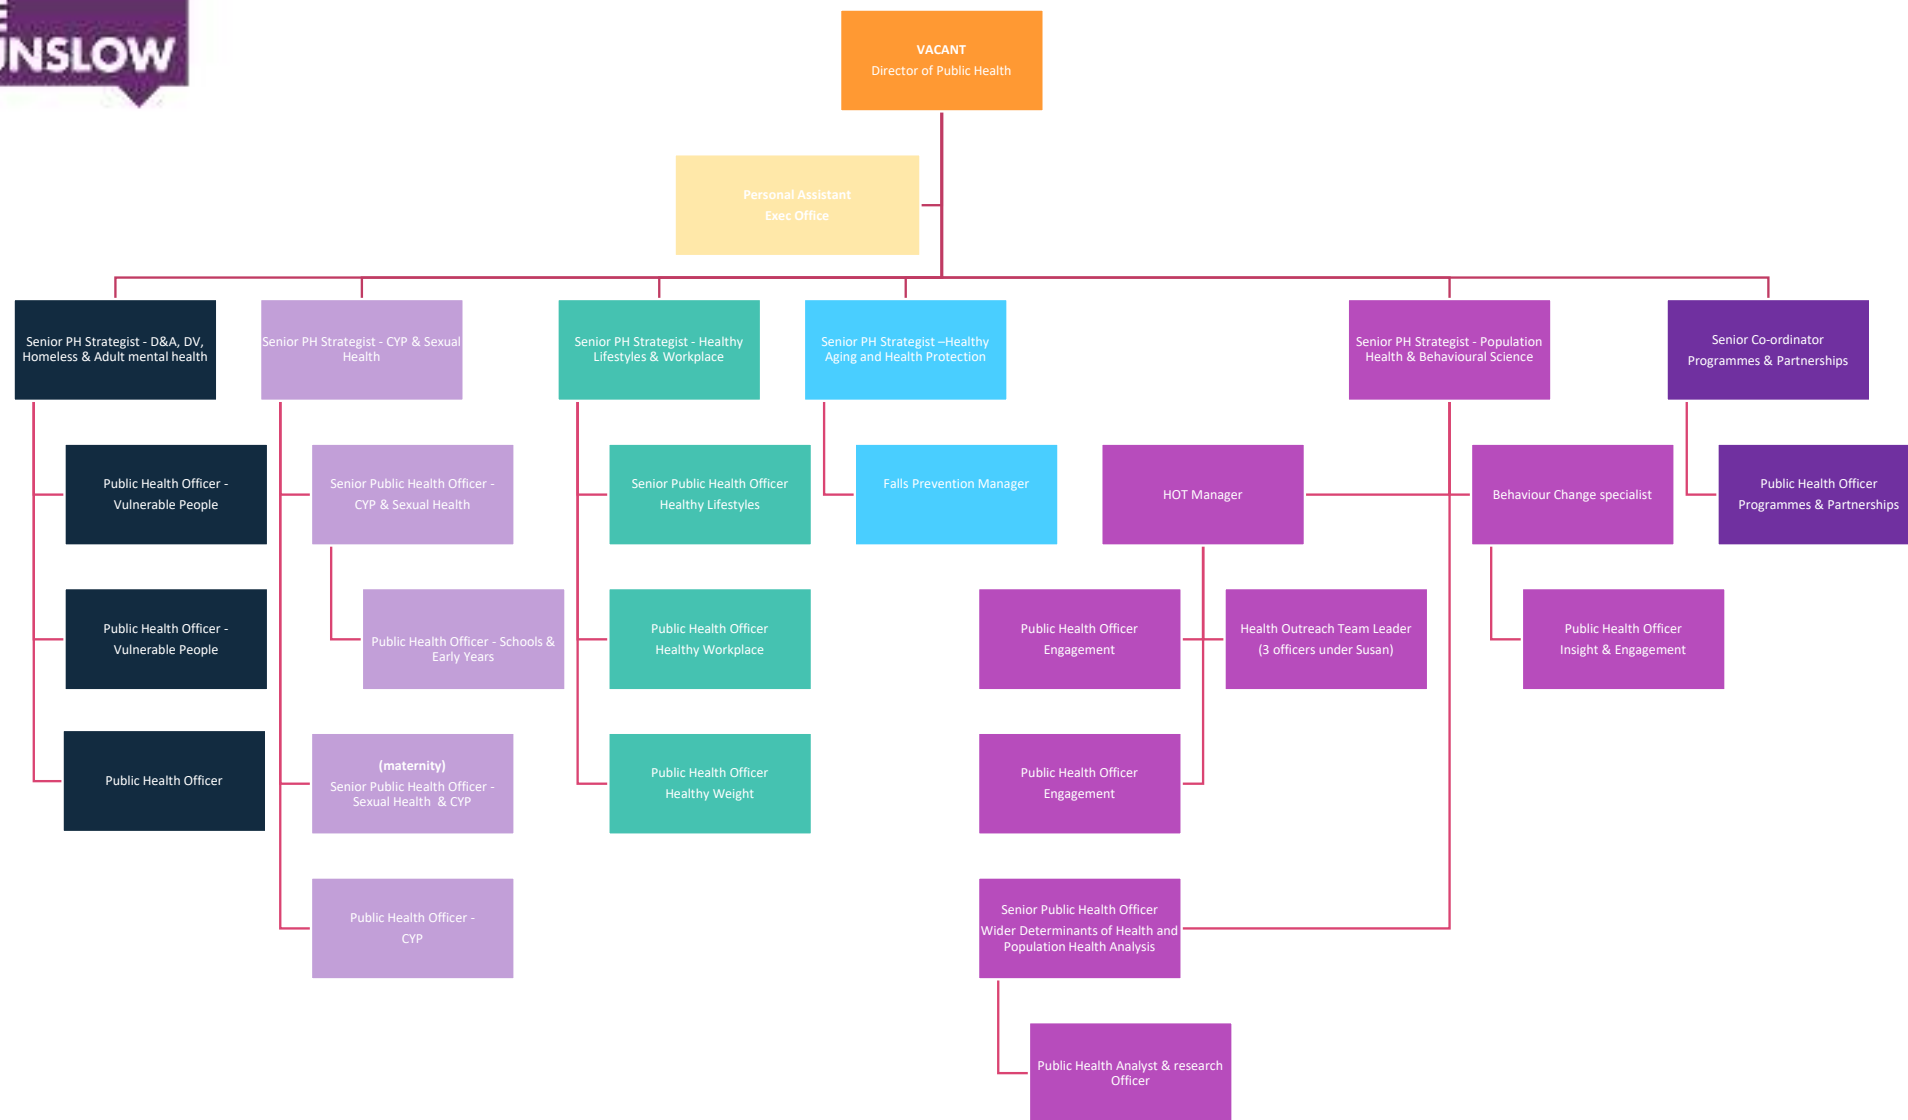 UNSLOW
VACANT
Director of Public Health
Personal Assistant
Exec Office
Senior PH Strategist - D&A, DV,
Homeless & Adult mental health
Senior PH Strategist - CYP & Sexual
Health
Senior PH Strategist - Healthy
Lifestyles & Workplace
Senior PH Strategist –Healthy
Aging and Health Protection
Senior PH Strategist - Population
Health & Behavioural Science
Senior Co-ordinator
Programmes & Partnerships
Public Health Officer -
Vulnerable People
Senior Public Health Officer -
CYP & Sexual Health
Senior Public Health Officer
Healthy Lifestyles
Falls Prevention Manager
HOT Manager
Behaviour Change specialist
Public Health Officer
Programmes & Partnerships
Public Health Officer -
Vulnerable People
Public Health Officer - Schools &
Early Years
Public Health Officer
Healthy Workplace
Public Health Officer
Engagement
Health Outreach Team Leader
(3 officers under Susan)
Public Health Officer
Insight & Engagement
Public Health Officer
(maternity)
Senior Public Health Officer -
Sexual Health & CYP
Public Health Officer
Healthy Weight
Public Health Officer
Engagement
Public Health Officer -
CYP
Senior Public Health Officer
Wider Determinants of Health and
Population Health Analysis
Public Health Analyst & research
Officer